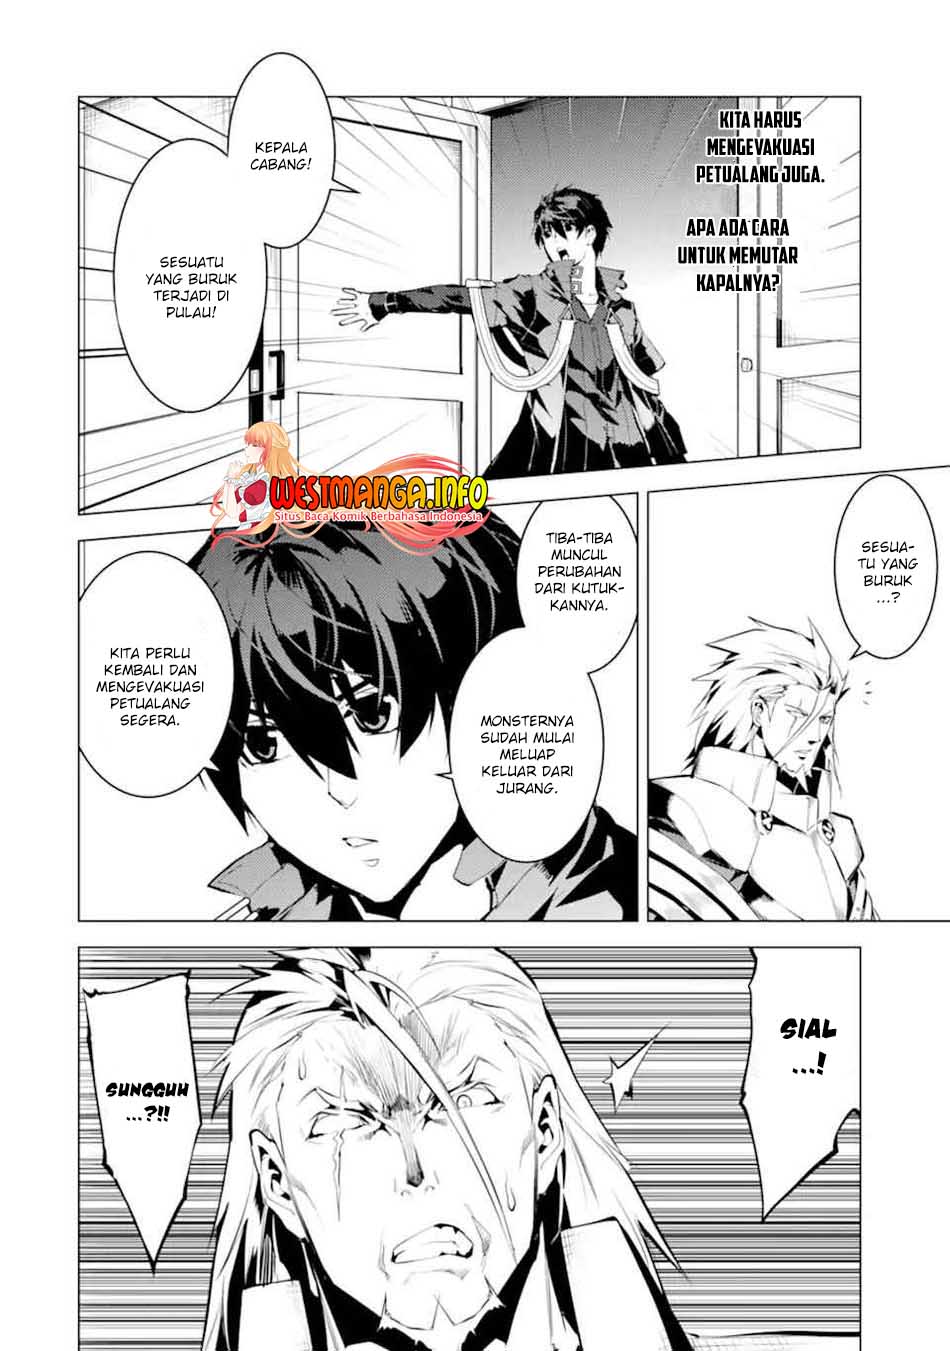 KITA HARUS
MENGEVAKUASI
PETUALANG JUGA.
APA ADA CARA
UNTUK MEMUTAR
KAPALNYA?
KEPALA
CABANG!
SESUATU
YANG BURUK
TERJADI DI
PULAU!
WESTMANGA.INFO
Situs Baca Komik Berbahasa Indonesia
SESUA-
TU YANG
BURUK
...?
TIBA-TIBA
MUNCUL
PERUBAHAN
DARI KUTUK-
KANNYA.
MONSTERNYA
SUDAH MULAI
MELUAP
KELUAR DARI
JURANG.
KITA PERLU
KEMBALI DAN
MENGEVAKUASI
PETUALANG
SEGERA.
SIAL
...!
SUNGGUH
...?!!